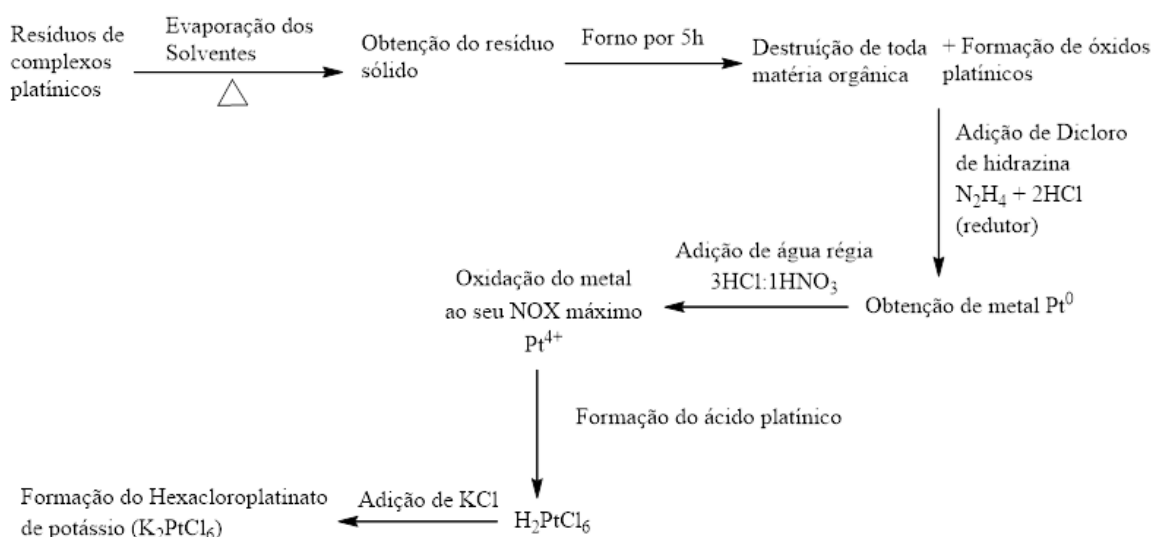 Resíduos de
complexos
platínicos
Evaporação dos
Solventes
Obtenção do resíduo
sólido
Forno por 5h
Destruição de toda
matéria orgânica
+ Formação de óxidos
platínicos
Adição de Dicloro
de hidrazina
N₂H₄ + 2HCl
(redutor)
Obtenção de metal Pt⁰
Adição de água régia
3HCl:1HNO₃
Oxidação do metal
ao seu NOX máximo
Pt⁴⁺
Formação do ácido platínico
H₂PtCl₆
Adição de KCl
Formação do Hexacloroplatinato
de potássio (K₂PtCl₆)